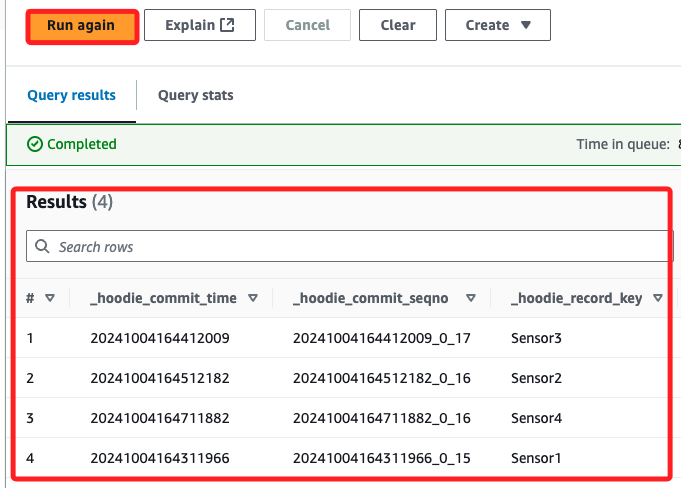 Run again Explain Cancel Clear Create
Query results Query stats
Completed Time in queue:
Results (4)
Search rows
# _hoodie_commit_time _hoodie_commit_seqno _hoodie_record_key
1 20241004164412009 20241004164412009_0_17 Sensor3
2 20241004164512182 20241004164512182_0_16 Sensor2
3 20241004164711882 20241004164711882_0_16 Sensor4
4 20241004164311966 20241004164311966_0_15 Sensor1